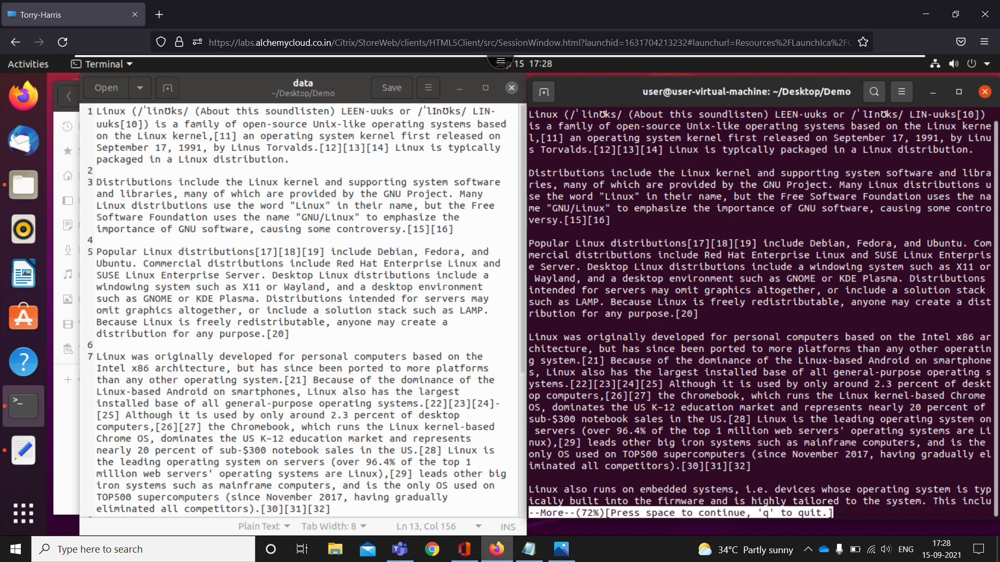 Torry-Harris
https://labs.alchemycloud.co.in/Citrix/StoreWeb/clients/HTML5Client/src/SessionWindow.html?launchid=1631704213232#launchurl=Resources%2FLaunchIca%2FC
Activities
Terminal
Sep 15 17:28
Open
data
~/Desktop/Demo
Save
1 Linux (/ˈlinʊks/ (About this soundlisten) LEEN-uuks or /ˈlɪnʊks/ LIN-
uuks[10]) is a family of open-source Unix-like operating systems based
on the Linux kernel,[11] an operating system kernel first released on
September 17, 1991, by Linus Torvalds.[12][13][14] Linux is typically
packaged in a Linux distribution.
2
3 Distributions include the Linux kernel and supporting system software
and libraries, many of which are provided by the GNU Project. Many
Linux distributions use the word "Linux" in their name, but the Free
Software Foundation uses the name "GNU/Linux" to emphasize the
importance of GNU software, causing some controversy.[15][16]
4
5 Popular Linux distributions[17][18][19] include Debian, Fedora, and
Ubuntu. Commercial distributions include Red Hat Enterprise Linux and
SUSE Linux Enterprise Server. Desktop Linux distributions include a
windowing system such as X11 or Wayland, and a desktop environment
such as GNOME or KDE Plasma. Distributions intended for servers may
omit graphics altogether, or include a solution stack such as LAMP.
Because Linux is freely redistributable, anyone may create a
distribution for any purpose.[20]
6
7 Linux was originally developed for personal computers based on the
Intel x86 architecture, but has since been ported to more platforms
than any other operating system.[21] Because of the dominance of the
Linux-based Android on smartphones, Linux also has the largest
installed base of all general-purpose operating systems.[22][23][24]-
[25] Although it is used by only around 2.3 percent of desktop
computers,[26][27] the Chromebook, which runs the Linux kernel-based
Chrome OS, dominates the US K–12 education market and represents
nearly 20 percent of sub-$300 notebook sales in the US.[28] Linux is
the leading operating system on servers (over 96.4% of the top 1
million web servers' operating systems are Linux),[29] leads other big
iron systems such as mainframe computers, and is the only OS used on
TOP500 supercomputers (since November 2017, having gradually
eliminated all competitors).[30][31][32]
Plain Text
Tab Width: 8
Ln 13, Col 156
INS
user@user-virtual-machine: ~/Desktop/Demo
Linux (/ˈlinʊks/ (About this soundlisten) LEEN-uuks or /ˈlɪnʊks/ LIN-uuks[10])
is a family of open-source Unix-like operating systems based on the Linux kerne
l,[11] an operating system kernel first released on September 17, 1991, by Linu
s Torvalds.[12][13][14] Linux is typically packaged in a Linux distribution.
Distributions include the Linux kernel and supporting system software and libra
ries, many of which are provided by the GNU Project. Many Linux distributions u
se the word "Linux" in their name, but the Free Software Foundation uses the na
me "GNU/Linux" to emphasize the importance of GNU software, causing some contro
versy.[15][16]
Popular Linux distributions[17][18][19] include Debian, Fedora, and Ubuntu. Com
mercial distributions include Red Hat Enterprise Linux and SUSE Linux Enterpris
e Server. Desktop Linux distributions include a windowing system such as X11 or
Wayland, and a desktop environment such as GNOME or KDE Plasma. Distributions
intended for servers may omit graphics altogether, or include a solution stack
such as LAMP. Because Linux is freely redistributable, anyone may create a dist
ribution for any purpose.[20]
Linux was originally developed for personal computers based on the Intel x86 ar
chitecture, but has since been ported to more platforms than any other operatin
g system.[21] Because of the dominance of the Linux-based Android on smartphone
s, Linux also has the largest installed base of all general-purpose operating s
ystems.[22][23][24][25] Although it is used by only around 2.3 percent of deskt
op computers,[26][27] the Chromebook, which runs the Linux kernel-based Chrome
OS, dominates the US K–12 education market and represents nearly 20 percent of
sub-$300 notebook sales in the US.[28] Linux is the leading operating system on
servers (over 96.4% of the top 1 million web servers' operating systems are Li
nux),[29] leads other big iron systems such as mainframe computers, and is the
only OS used on TOP500 supercomputers (since November 2017, having gradually el
iminated all competitors).[30][31][32]
Linux also runs on embedded systems, i.e. devices whose operating system is typ
ically built into the firmware and is highly tailored to the system. This inclu
--More--(72%)[Press space to continue, 'q' to quit.]
Type here to search
34°C Partly sunny
ENG
17:28
15-09-2021